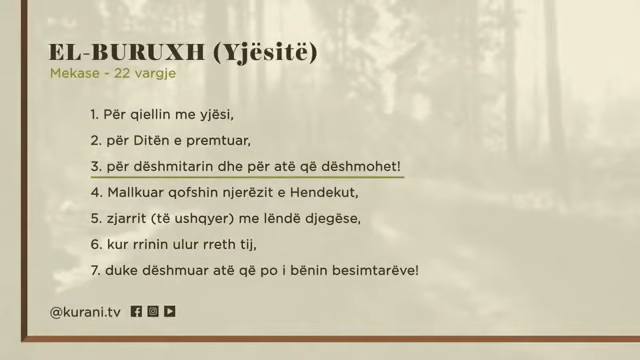 EL-BURUXH (Yjësitë)
Mekase - 22 vargje
1. Për qiellin me yjësi,
2. për Ditën e premtuar,
3. për dëshmitarin dhe për atë që dëshmohet!
4. Mallkuar qofshin njerëzit e Hendekut,
5. zjarrit (të ushqyer) me lëndë djegëse,
6. kur rrinin ulur rreth tij,
7. duke dëshmuar atë që po i bënin besimtarëve!
@kurani.tv